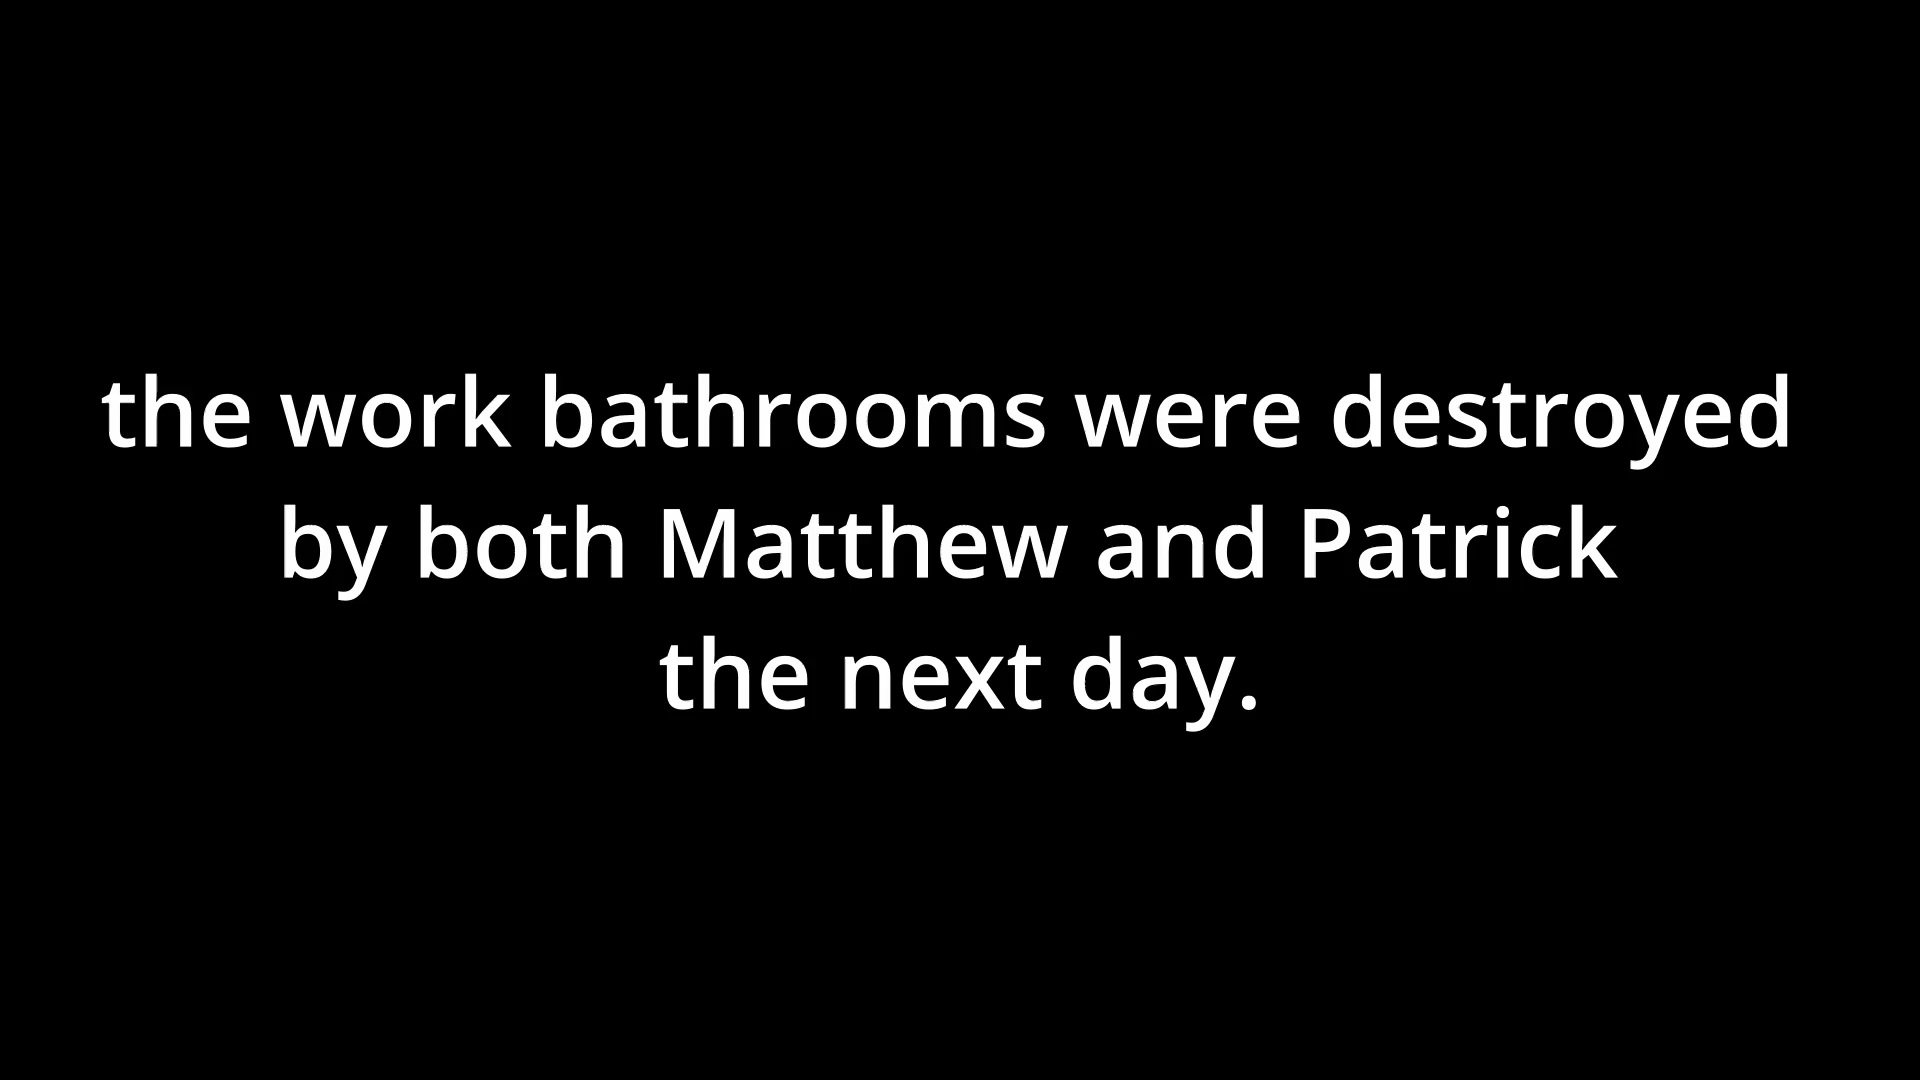 the work bathrooms were destroyed
by both Matthew and Patrick
the next day.